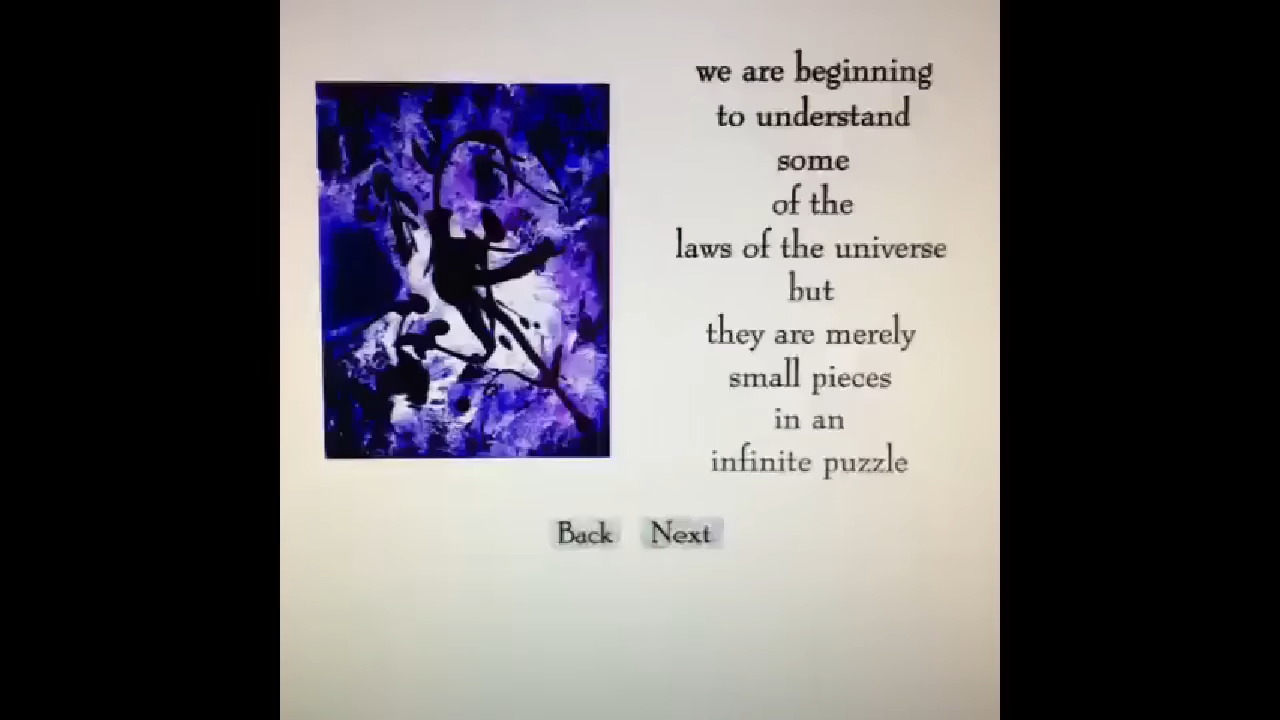 we are beginning
to understand
some
of the
laws of the universe
but
they are merely
small pieces
in an
infinite puzzle
Back
Next